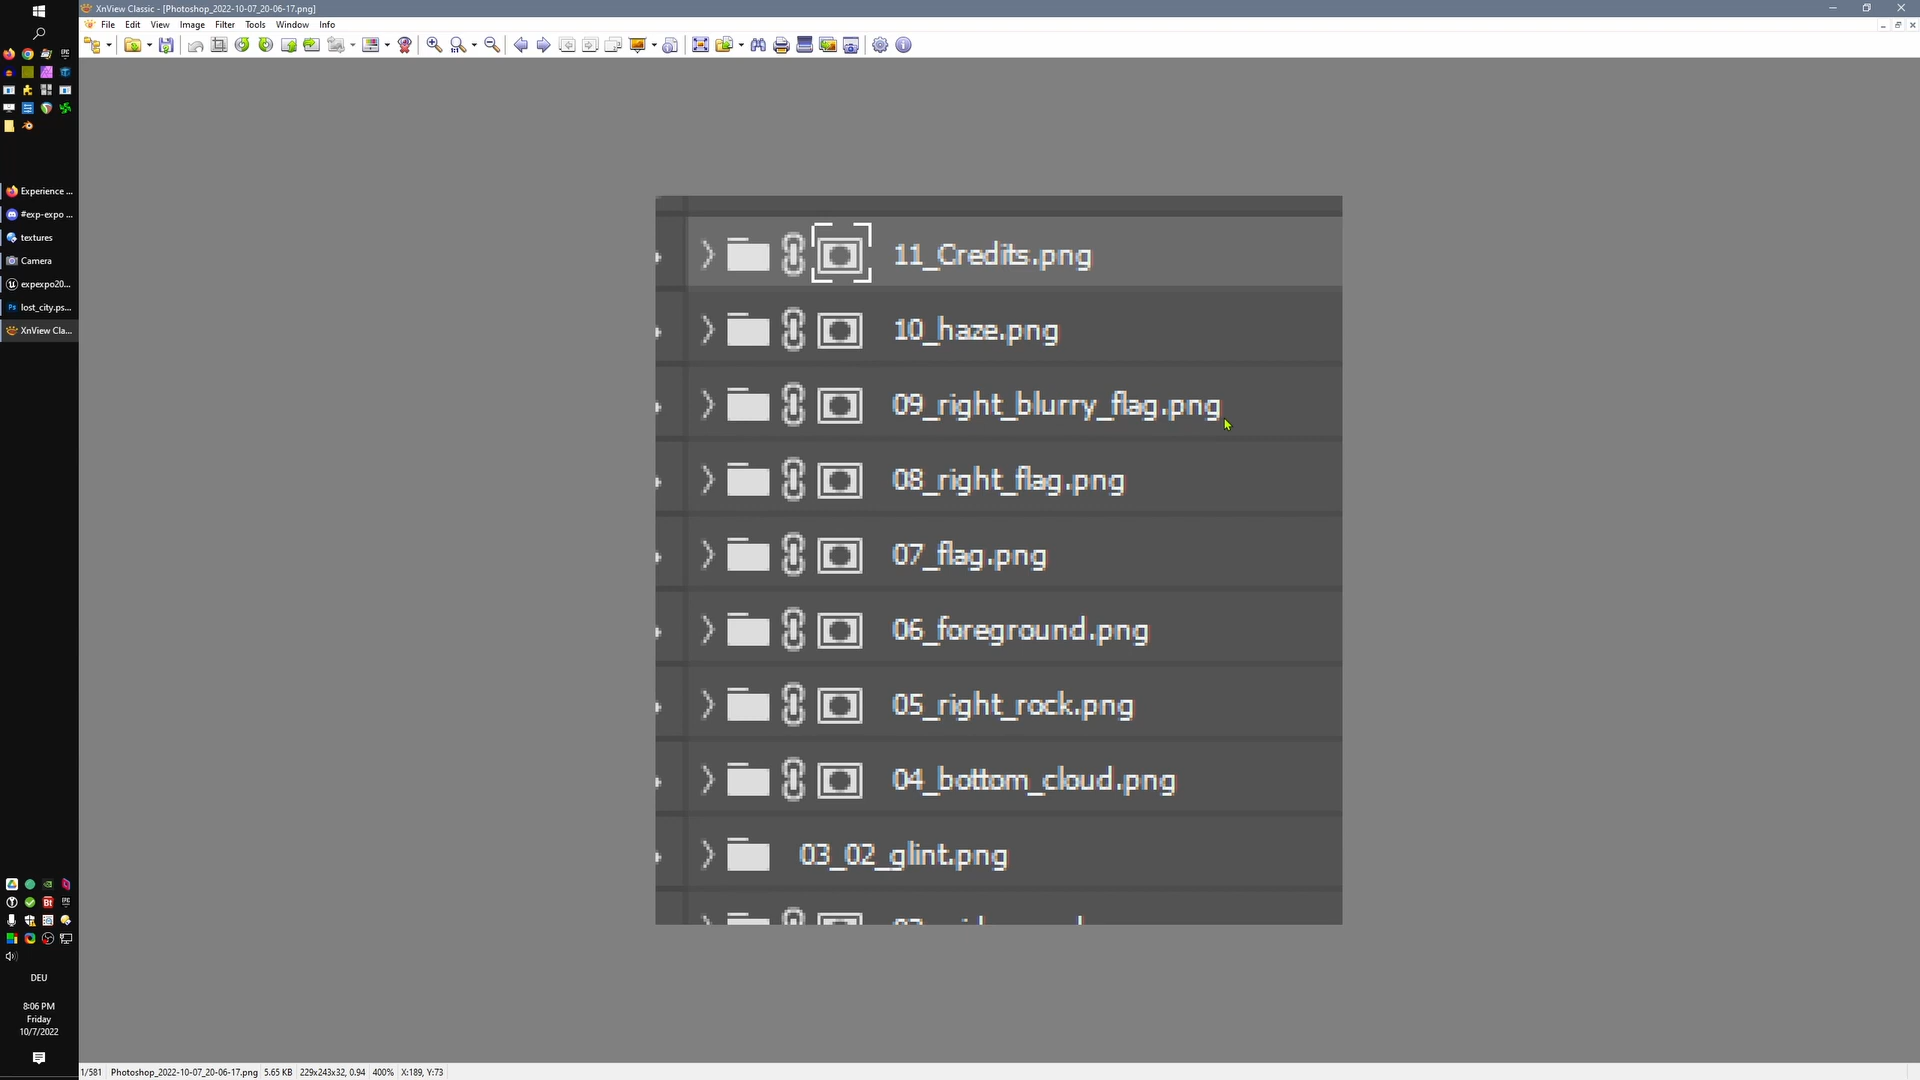 XnView Classic - [Photoshop_2022-10-07_20-06-17.png]
File Edit View Image Filter Tools Window Info
Experience ...
#exp-expo ...
textures
Camera
expexpo20...
lost_city.ps...
XnView Cla...
11_Credits.png
10_haze.png
09_right_blurry_flag.png
08_right_flag.png
07_flag.png
06_foreground.png
05_right_rock.png
04_bottom_cloud.png
03_02_glint.png
DEU
8:06 PM
Friday
10/7/2022
1/581 Photoshop_2022-10-07_20-06-17.png 5.65 KB 229x243x32, 0.94 400% X:189, Y:73